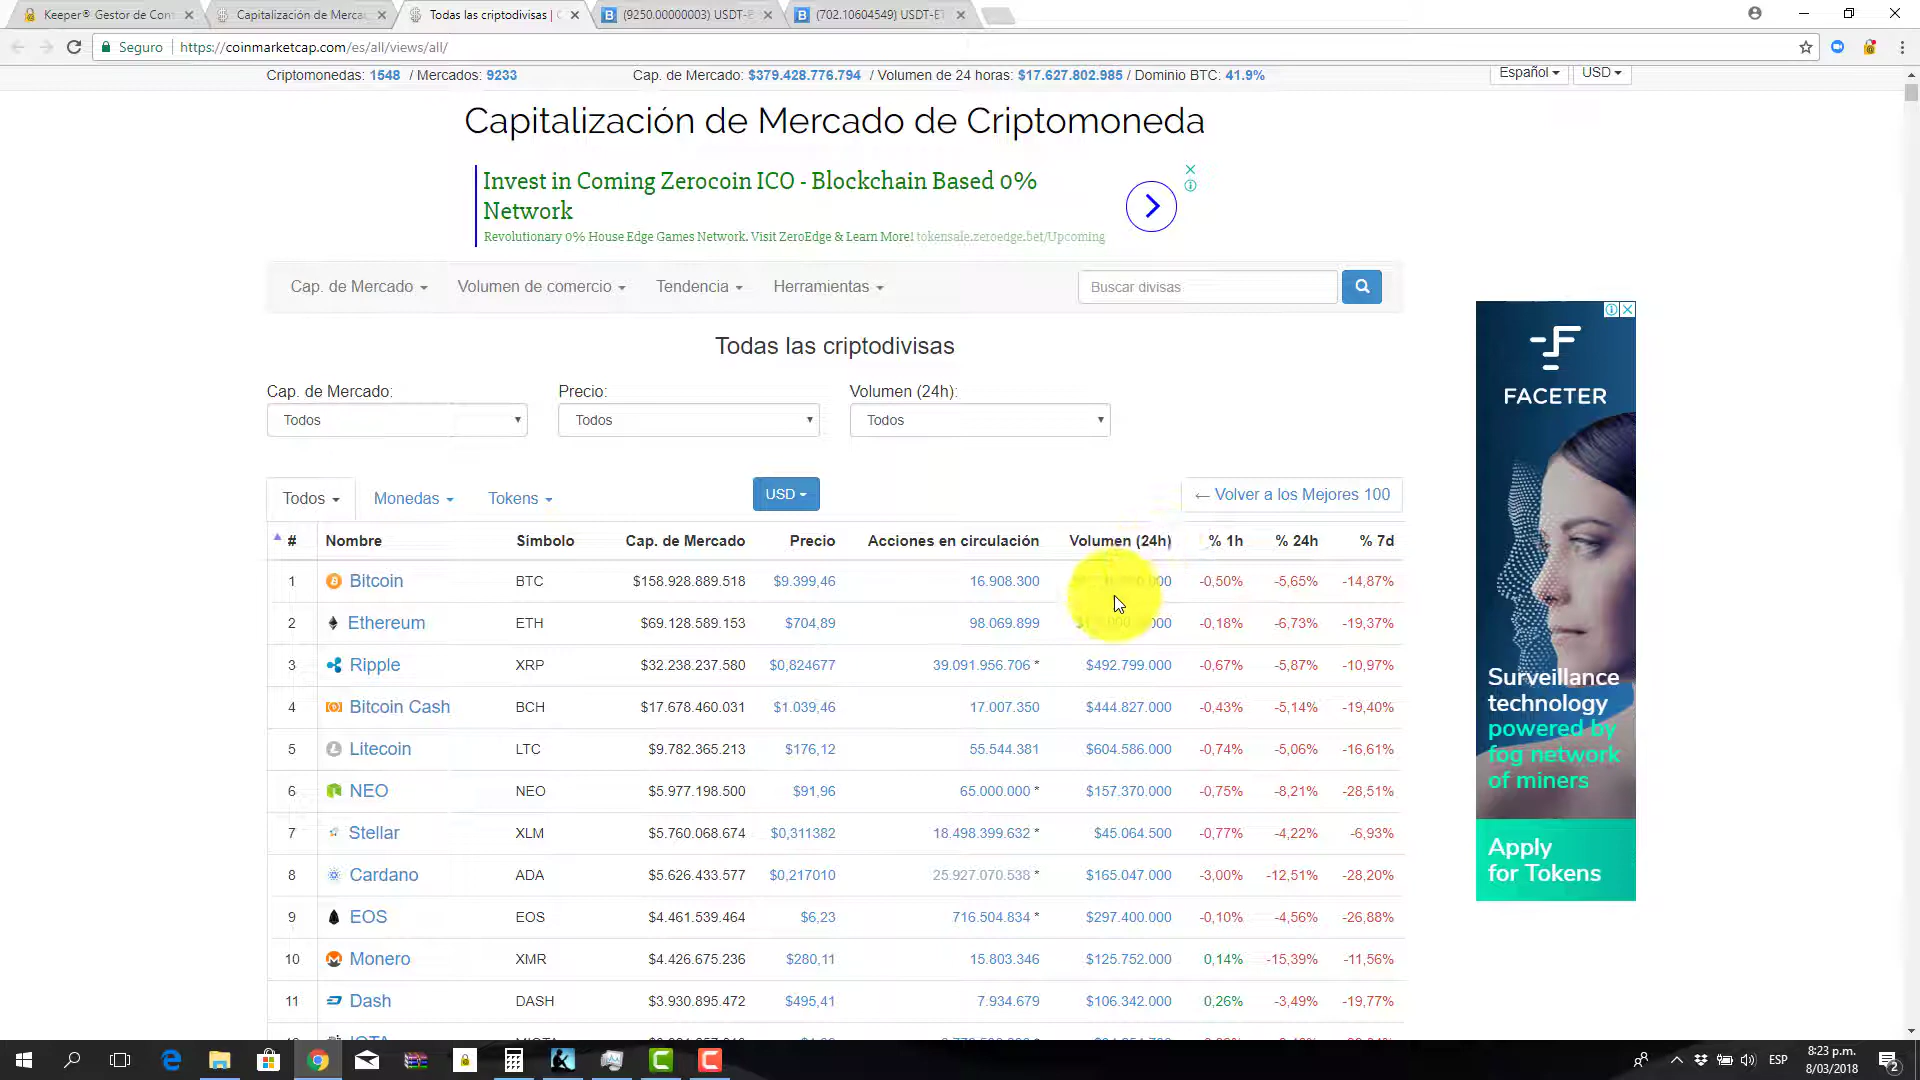 Keeper® Gestor de Con
Capitalización de Merca
Todas las criptodivisas |
(9250.00000003) USDT-E
(702.10604549) USDT-E
Seguro
https://coinmarketcap.com/es/all/views/all/
Criptomonedas: 1548 / Mercados: 9233
Cap. de Mercado: $379.428.776.794 / Volumen de 24 horas: $17.627.802.985 / Dominio BTC: 41.9%
Español
USD
Capitalización de Mercado de Criptomoneda
Invest in Coming Zerocoin ICO - Blockchain Based 0%
Network
Revolutionary 0% House Edge Games Network. Visit ZeroEdge & Learn More! tokensale.zeroedge.bet/Upcoming
Cap. de Mercado
Volumen de comercio
Tendencia
Herramientas
Buscar divisas
Todas las criptodivisas
Cap. de Mercado:
Precio:
Volumen (24h):
Todos
Todos
Todos
Todos
Monedas
Tokens
USD
← Volver a los Mejores 100
# Nombre Símbolo Cap. de Mercado Precio Acciones en circulación Volumen (24h) % 1h % 24h % 7d
1 Bitcoin BTC $158.928.889.518 $9.399,46 16.908.300 -0,50% -5,65% -14,87%
2 Ethereum ETH $69.128.589.153 $704,89 98.069.899 -0,18% -6,73% -19,37%
3 Ripple XRP $32.238.237.580 $0,824677 39.091.956.706 * $492.799.000 -0,67% -5,87% -10,97%
4 Bitcoin Cash BCH $17.678.460.031 $1.039,46 17.007.350 $444.827.000 -0,43% -5,14% -19,40%
5 Litecoin LTC $9.782.365.213 $176,12 55.544.381 $604.586.000 -0,74% -5,06% -16,61%
6 NEO NEO $5.977.198.500 $91,96 65.000.000 * $157.370.000 -0,75% -8,21% -28,51%
7 Stellar XLM $5.760.068.674 $0,311382 18.498.399.632 * $45.064.500 -0,77% -4,22% -6,93%
8 Cardano ADA $5.626.433.577 $0,217010 25.927.070.538 * $165.047.000 -3,00% -12,51% -28,20%
9 EOS EOS $4.461.539.464 $6,23 716.504.834 * $297.400.000 -0,10% -4,56% -26,88%
10 Monero XMR $4.426.675.236 $280,11 15.803.346 $125.752.000 0,14% -15,39% -11,56%
11 Dash DASH $3.930.895.472 $495,41 7.934.679 $106.342.000 0,26% -3,49% -19,77%
FACETER
Surveillance
technology
powered by
fog network
of miners
Apply
for Tokens
ESP
8:23 p.m.
8/03/2018
2